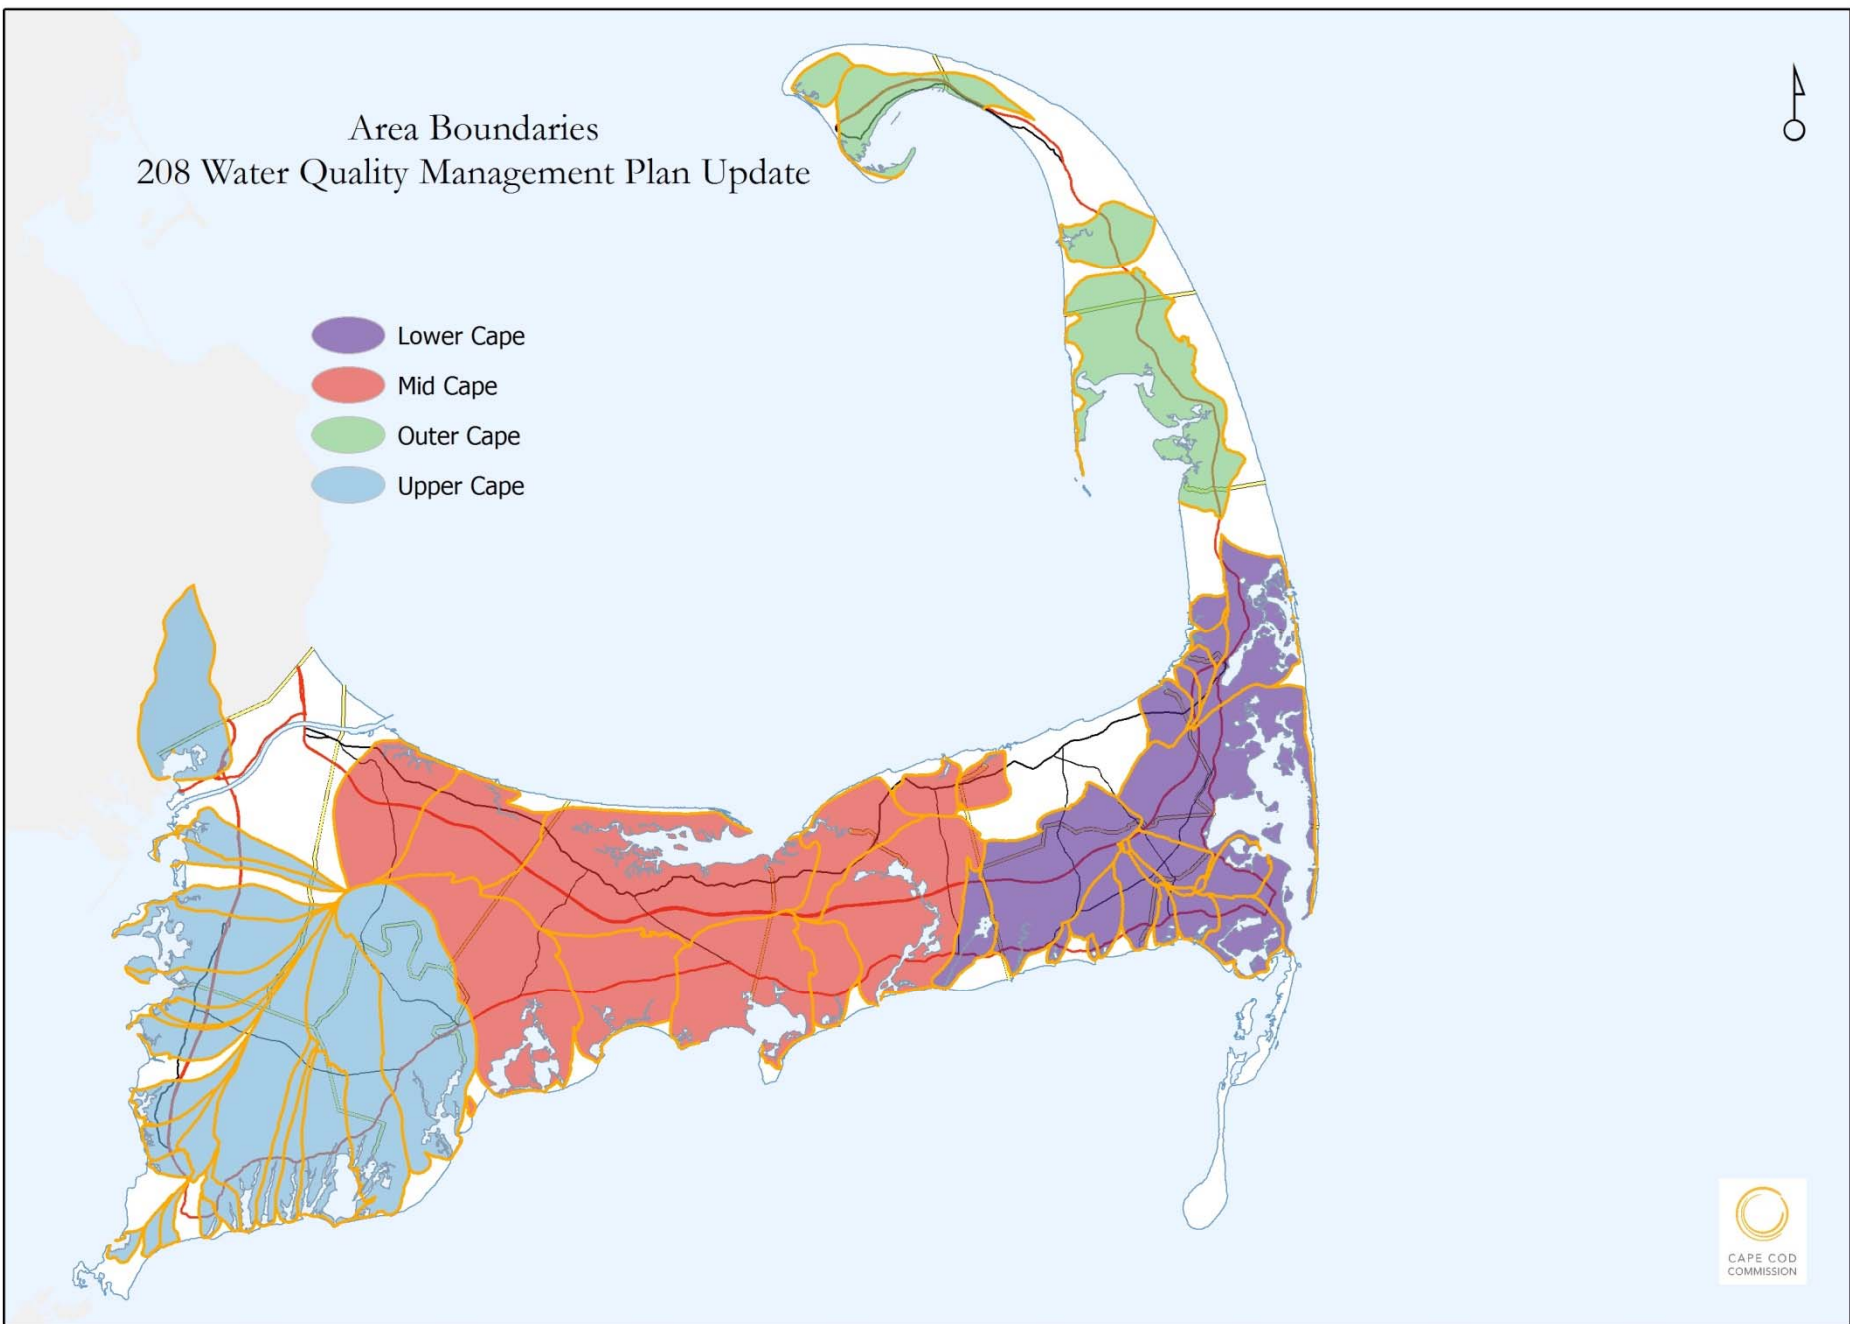 Area Boundaries
208 Water Quality Management Plan Update
Lower Cape
Mid Cape
Outer Cape
Upper Cape
CAPE COD
COMMISSION